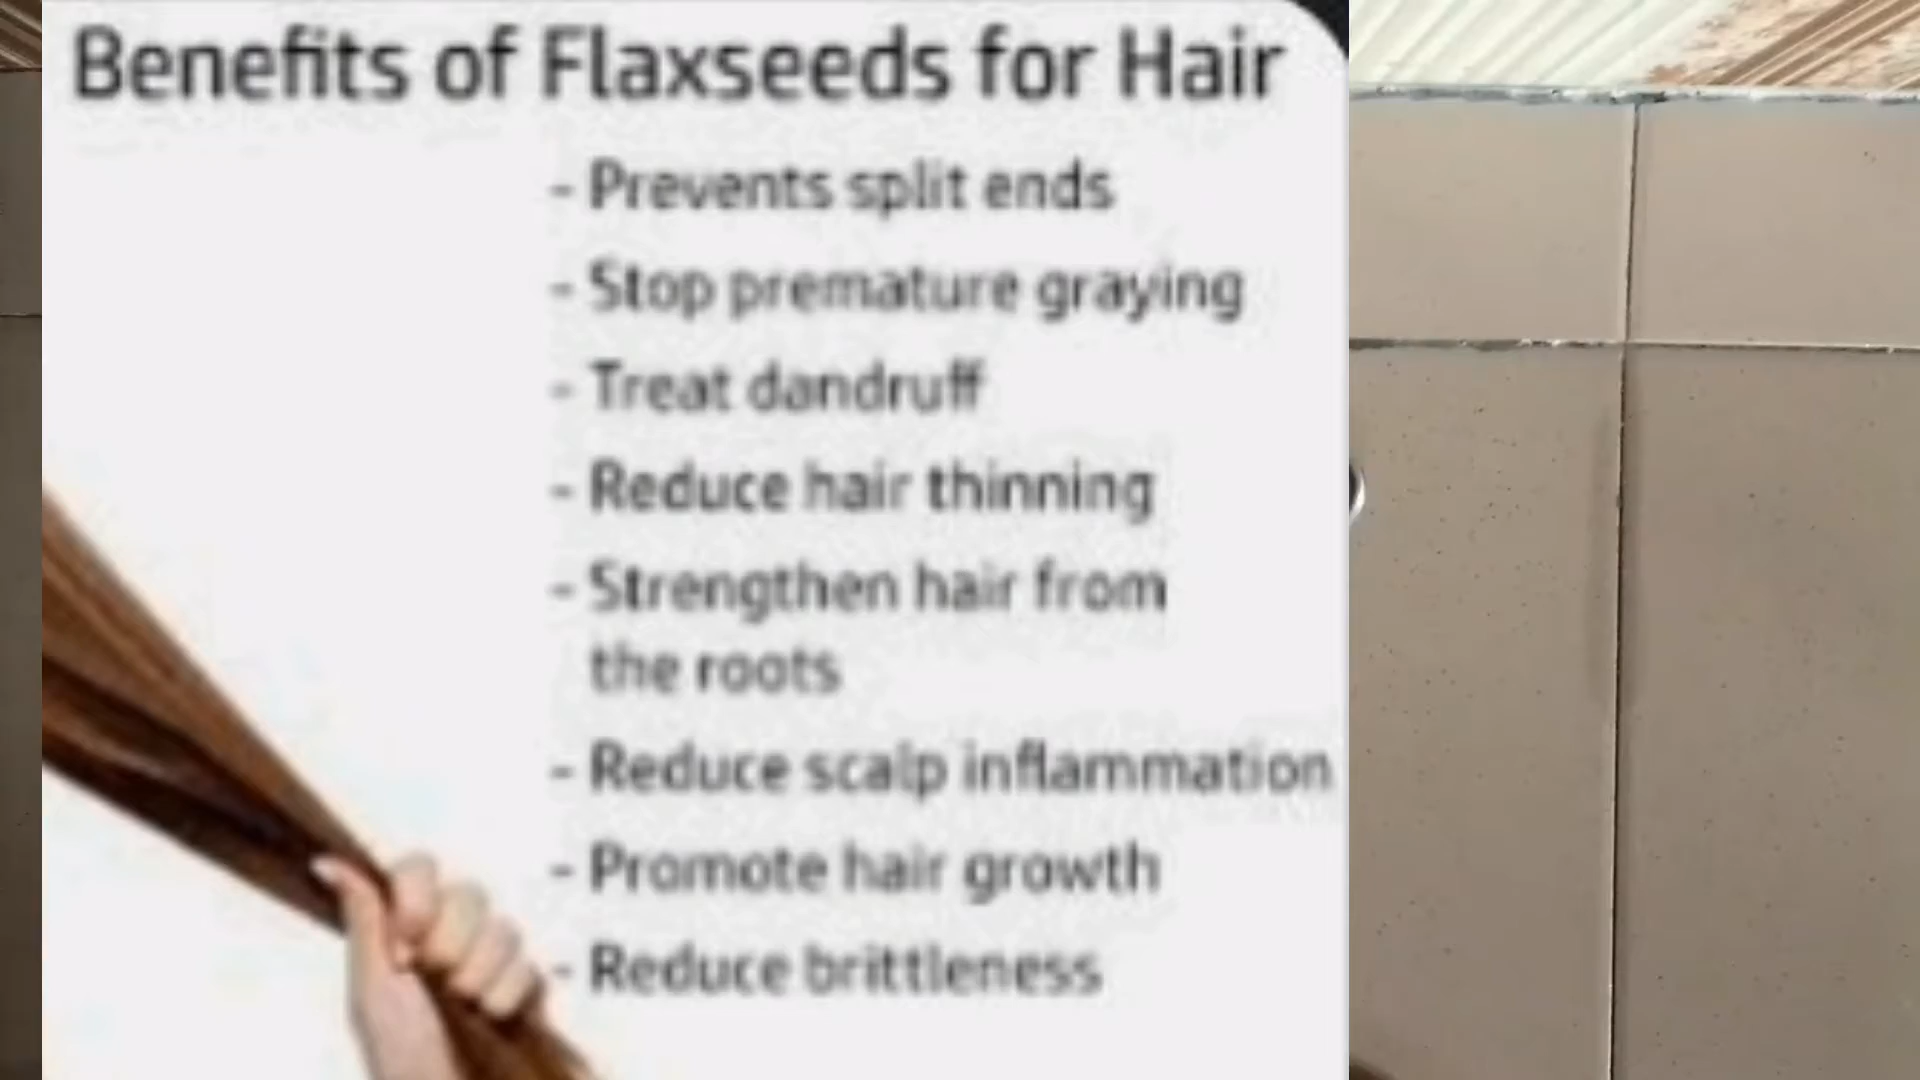 Benefits of Flaxseeds for Hair
- Prevents split ends
- Stop premature graying
- Treat dandruff
- Reduce hair thinning
- Strengthen hair from
the roots
- Reduce scalp inflammation
- Promote hair growth
- Reduce brittleness